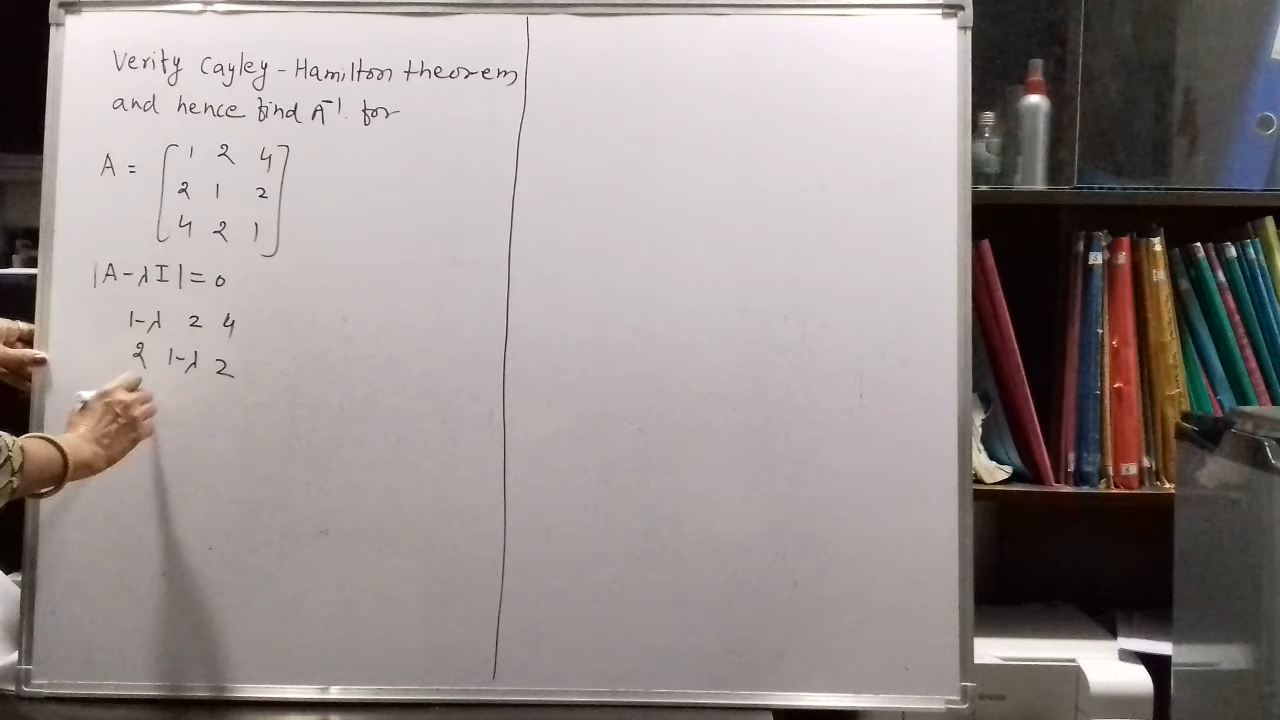 Verify Cayley-Hamilton theorem
and hence find A⁻¹. for
A = [1 2 4
2 1 2
4 2 1]
|A-λI| = 0
1-λ 2 4
2 1-λ 2